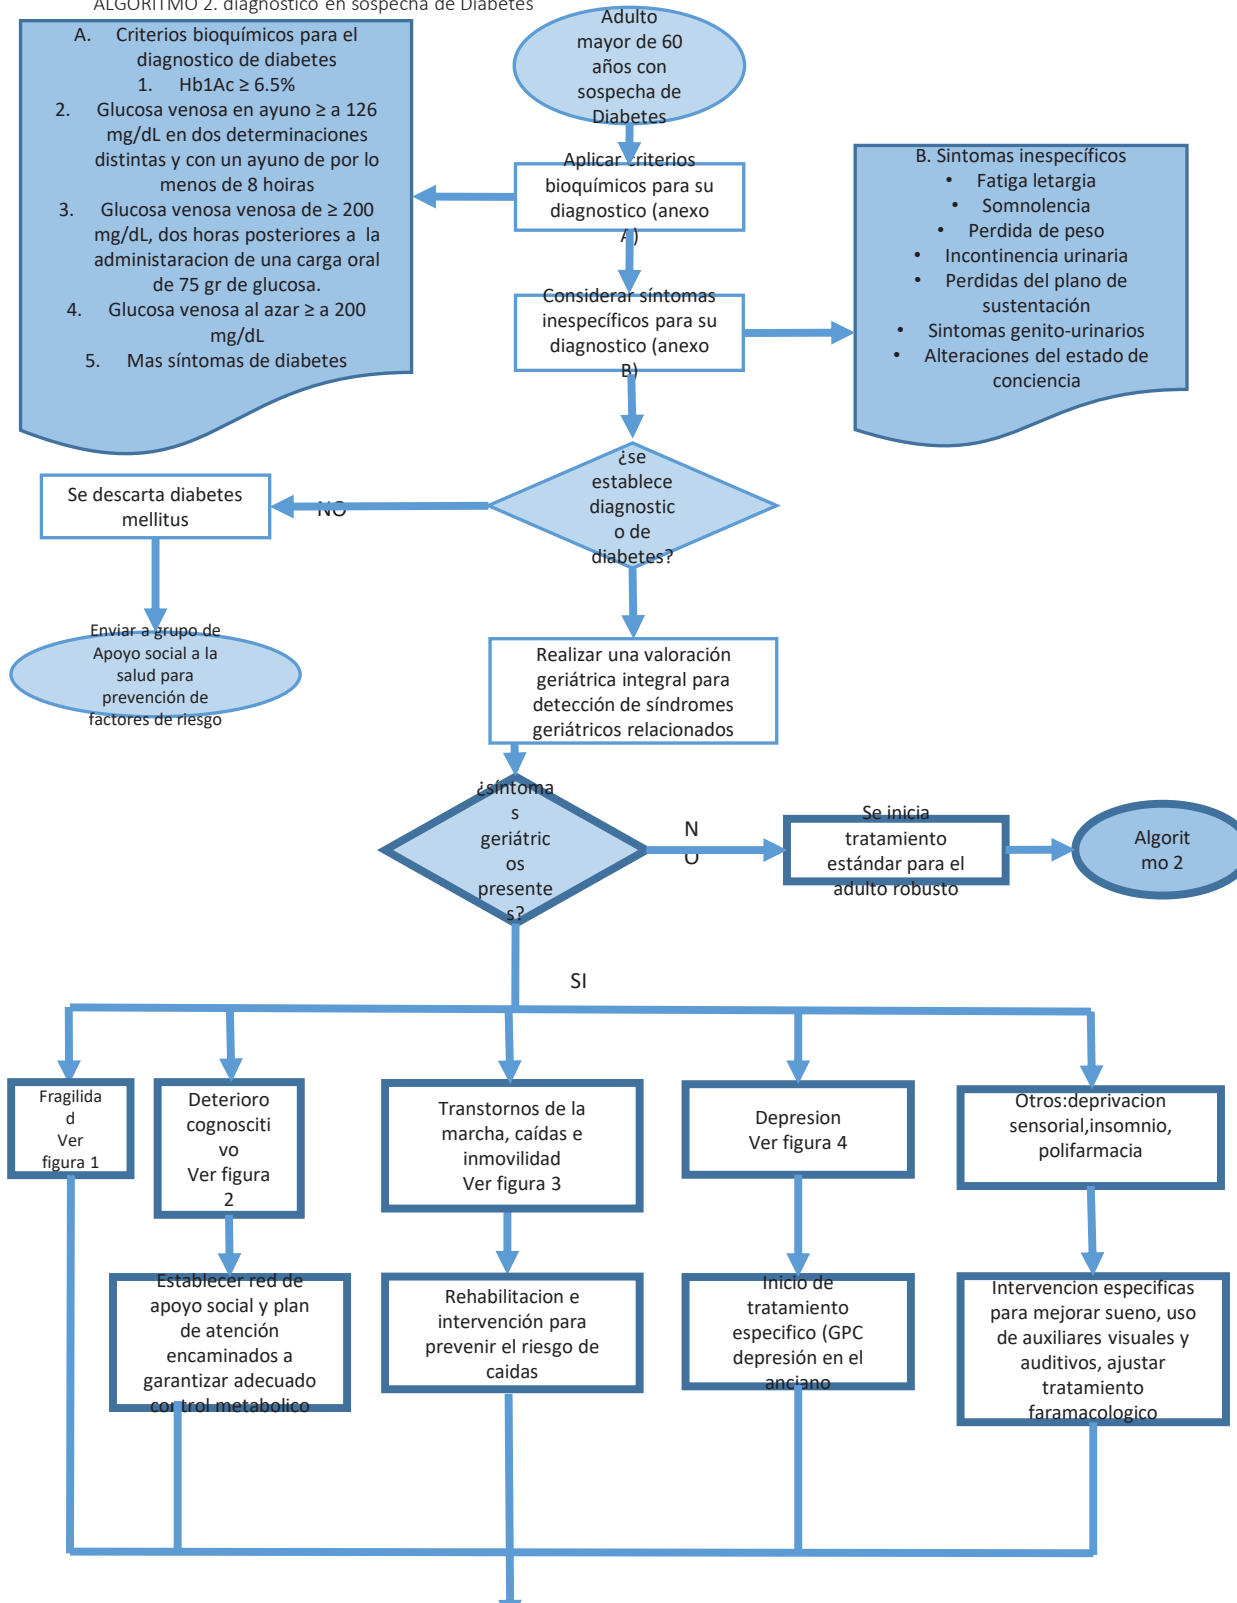 ALGORITMO 2. diagnostico en sospecha de Diabetes
A. Criterios bioquímicos para el
diagnostico de diabetes
1. Hb1Ac ≥ 6.5%
2. Glucosa venosa en ayuno ≥ a 126
mg/dL en dos determinaciones
distintas y con un ayuno de por lo
menos de 8 hoiras
3. Glucosa venosa venosa de ≥ 200
mg/dL, dos horas posteriores a la
administaracion de una carga oral
de 75 gr de glucosa.
4. Glucosa venosa al azar ≥ a 200
mg/dL
5. Mas síntomas de diabetes
Adulto
mayor de 60
años con
sospecha de
Diabetes
Aplicar criterios
bioquímicos para su
diagnostico (anexo
A)
Considerar síntomas
inespecíficos para su
diagnostico (anexo
B)
B. Sintomas inespecíficos
• Fatiga letargia
• Somnolencia
• Perdida de peso
• Incontinencia urinaria
• Perdidas del plano de
sustentación
• Sintomas genito-urinarios
• Alteraciones del estado de
conciencia
¿se
establece
diagnostic
o de
diabetes?
NO
Se descarta diabetes
mellitus
Enviar a grupo de
Apoyo social a la
salud para
prevención de
factores de riesgo
Realizar una valoración
geriátrica integral para
detección de síndromes
geriátricos relacionados
¿síntoma
s
geriátric
os
presente
s?
N
O
Se inicia
tratamiento
estándar para el
adulto robusto
Algorit
mo 2
SI
Fragilida
d
Ver
figura 1
Deterioro
cognosciti
vo
Ver figura
2
Transtornos de la
marcha, caídas e
inmovilidad
Ver figura 3
Depresion
Ver figura 4
Otros:deprivacion
sensorial,insomnio,
polifarmacia
Establecer red de
apoyo social y plan
de atención
encaminados a
garantizar adecuado
control metabolico
Rehabilitacion e
intervención para
prevenir el riesgo de
caidas
Inicio de
tratamiento
especifico (GPC
depresión en el
anciano
Intervencion especificas
para mejorar sueno, uso
de auxiliares visuales y
auditivos, ajustar
tratamiento
faramacologico